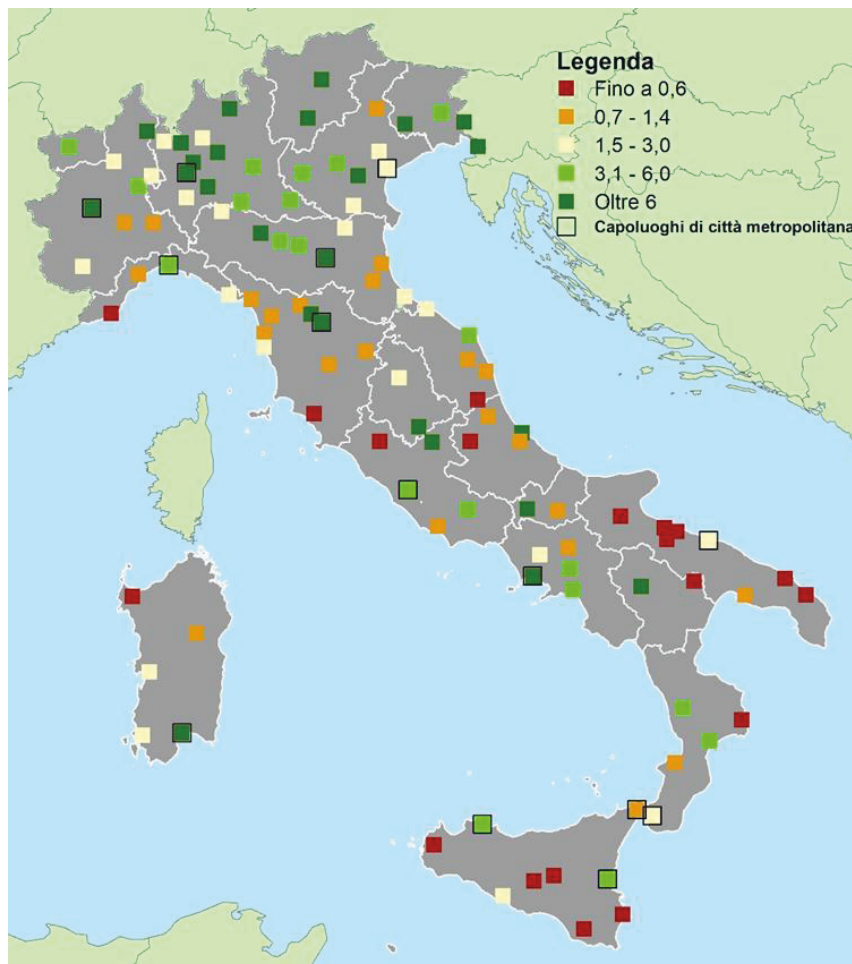 Legenda
Fino a 0,6
0,7 - 1,4
1,5 - 3,0
3,1 - 6,0
Oltre 6
Capoluoghi di città metropolitana